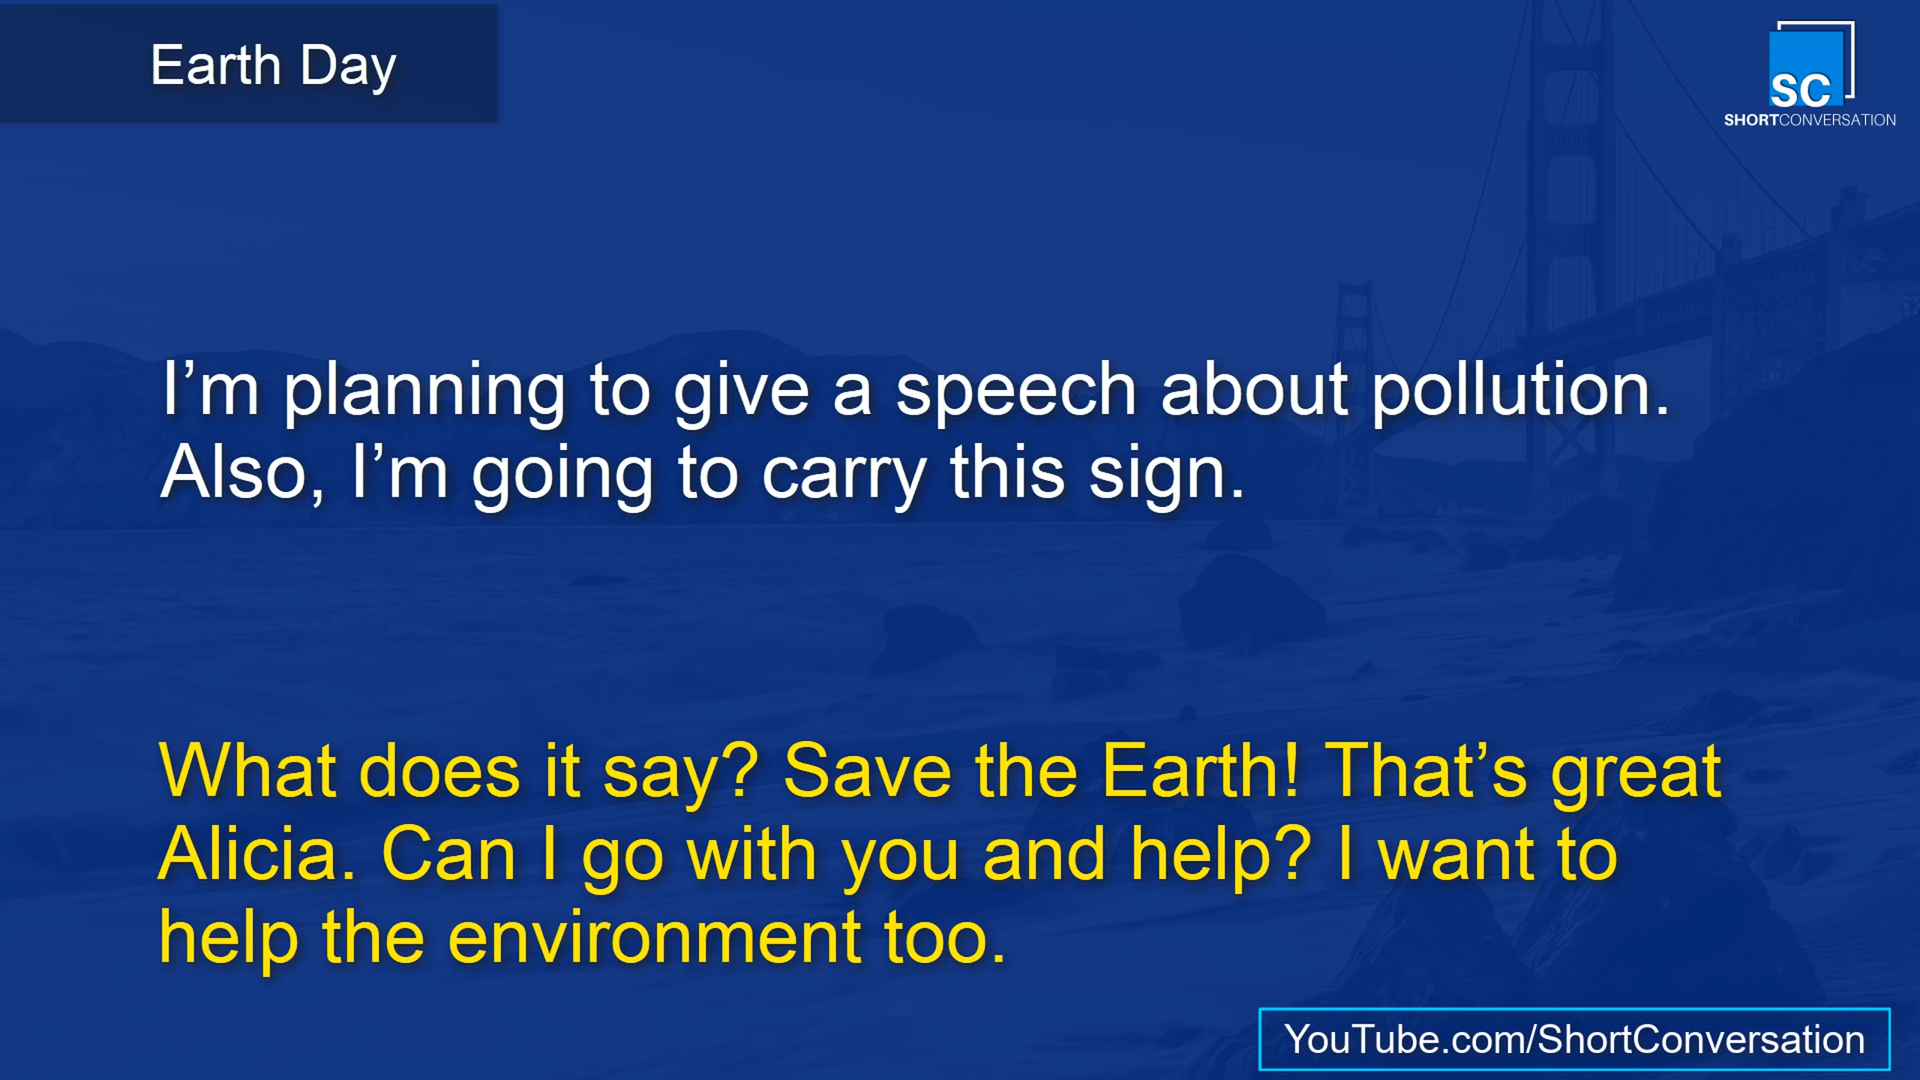 Earth Day
SC
SHORTCONVERSATION
I’m planning to give a speech about pollution.
Also, I’m going to carry this sign.
What does it say? Save the Earth! That’s great
Alicia. Can I go with you and help? I want to
help the environment too.
YouTube.com/ShortConversation